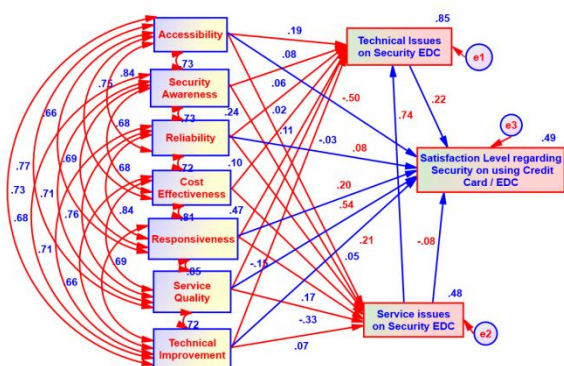 .85
Accessibility
.19
Technical Issues
on Security EDC
e1
.73
.08
.84
.75
Security
Awareness
.06
-.50
.66
.24
.02
.74
.22
e3
.73
.11
.49
.68
Reliability
-.03
.08
Satisfaction Level regarding
Security on using Credit
Card / EDC
.77
.69
.10
.72
.73
.68
Cost
Effectiveness
.20
.68
.71
.76
.54
.84
.81
.47
Responsiveness
.21
-.08
.71
-.15
.05
.69
.85
.66
Service
Quality
.17
.48
-.33
Service issues
on Security EDC
e2
.72
Technical
Improvement
.07